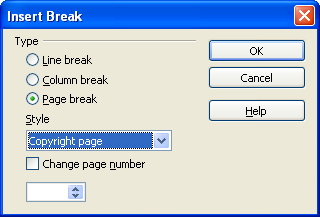 Insert Break
Type
Line break
Column break
Page break
Style
Copyright page
Change page number
OK
Cancel
Help